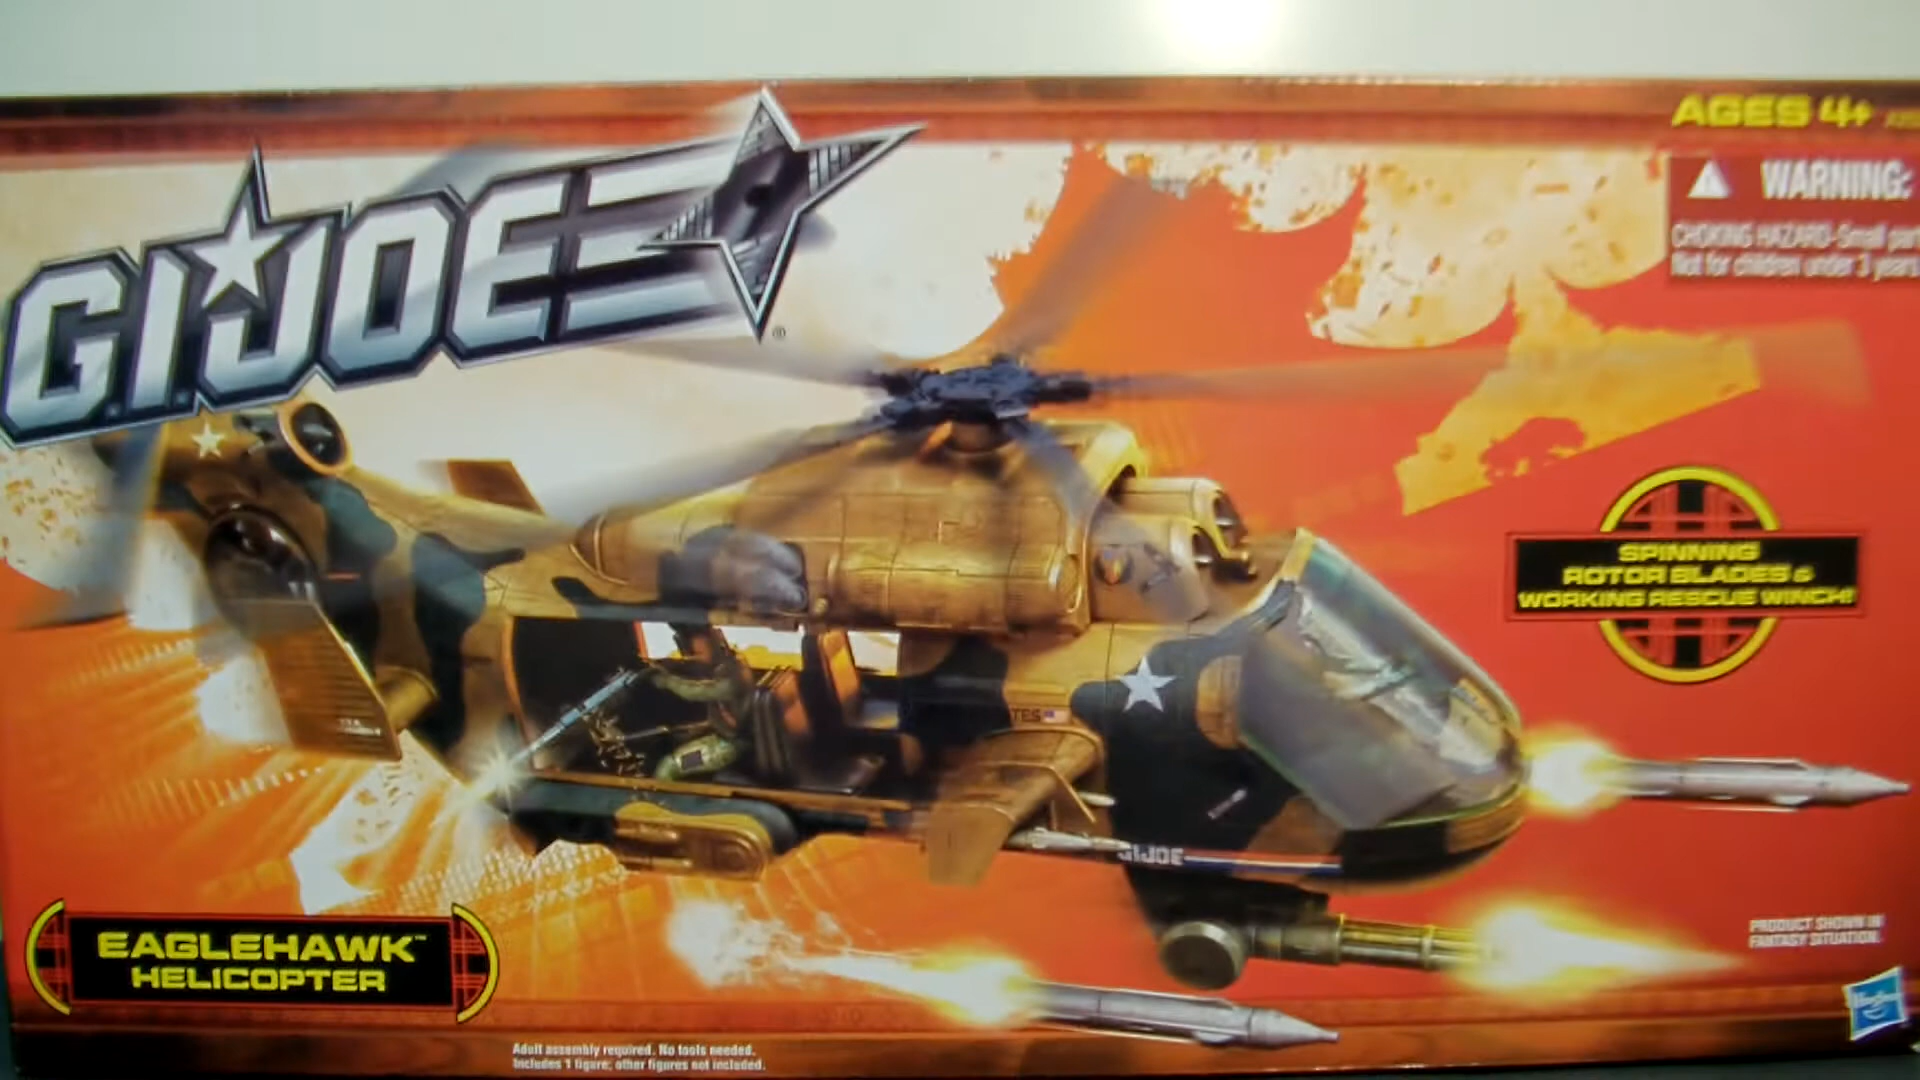 AGES 4+
G.I.JOE
®
WARNING:
CHOKING HAZARD-Small
Not for children under 3 years
SPINNING
ROTOR BLADES &
WORKING RESCUE WINCH!
TES
GIJOE
EAGLEHAWK™
HELICOPTER
PRODUCT SHOWN IN
FANTASY SITUATION.
Hasbro
Adult assembly required. No tools needed.
Includes 1 figure; other figures not included.